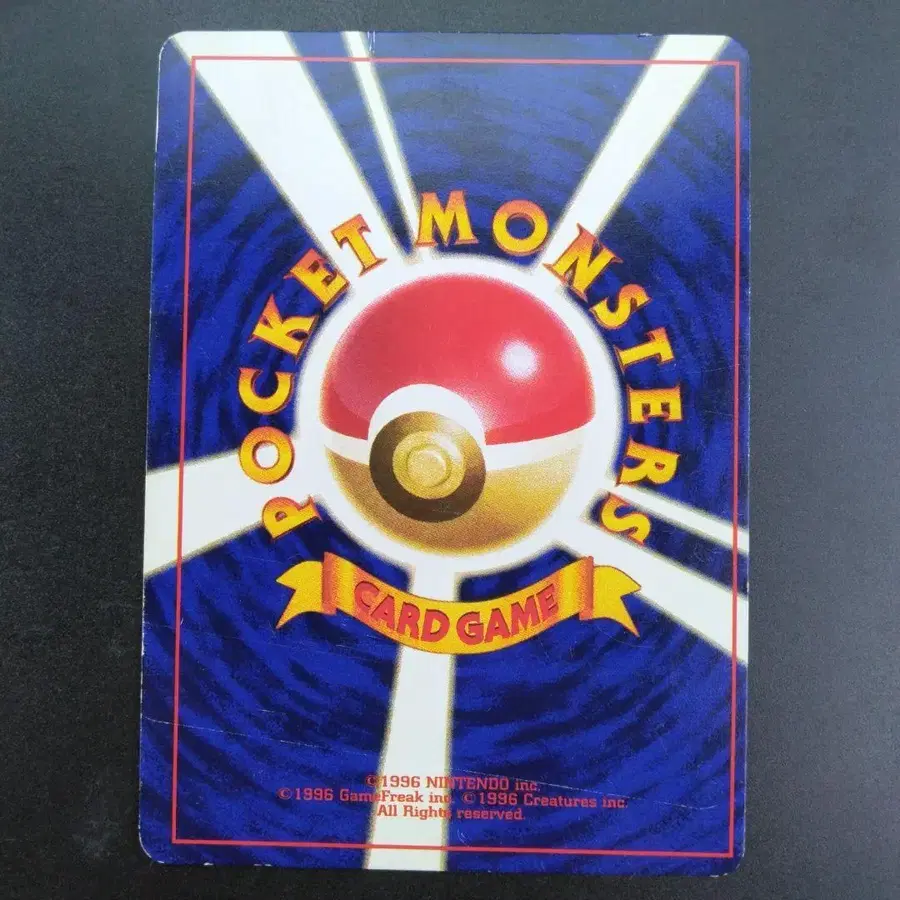 POCKET MONSTERS
CARD GAME
©1996 NINTENDO inc.
©1996 GameFreak inc. ©1996 Creatures inc.
All Rights reserved.